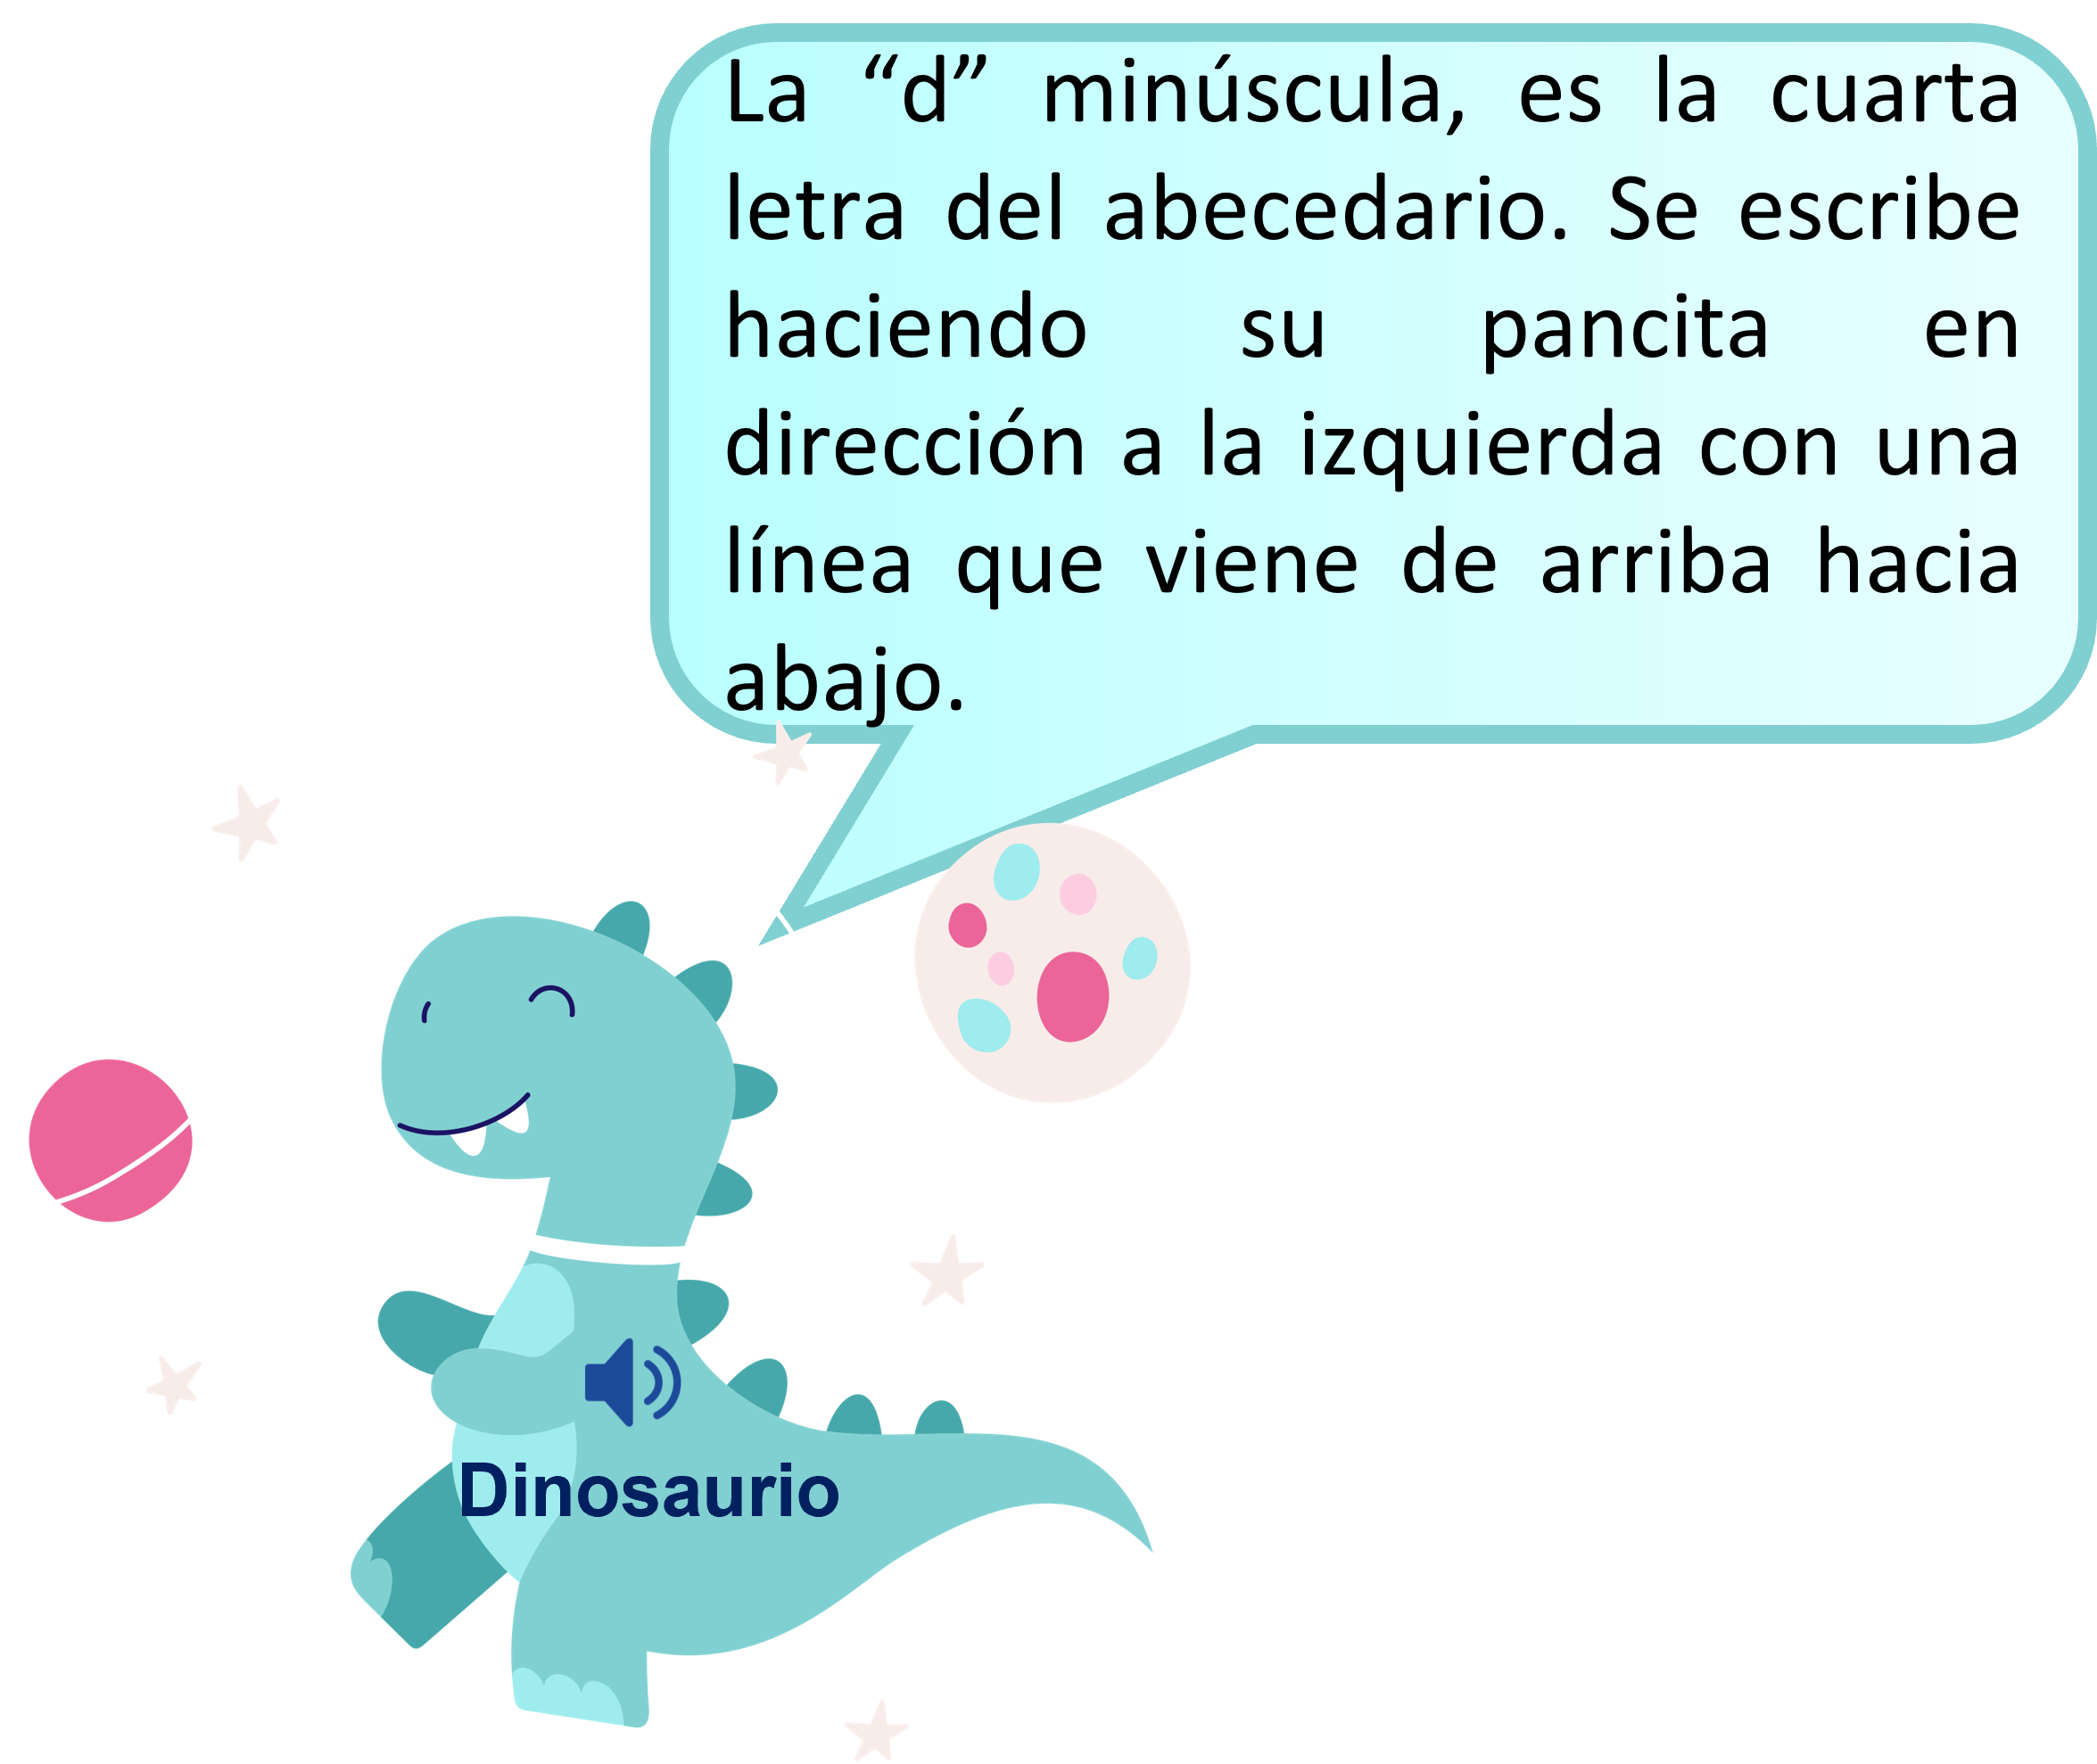 La “d” minúscula, es la cuarta
letra del abecedario. Se escribe
haciendo su pancita en
dirección a la izquierda con una
línea que viene de arriba hacia
abajo.
Dinosaurio